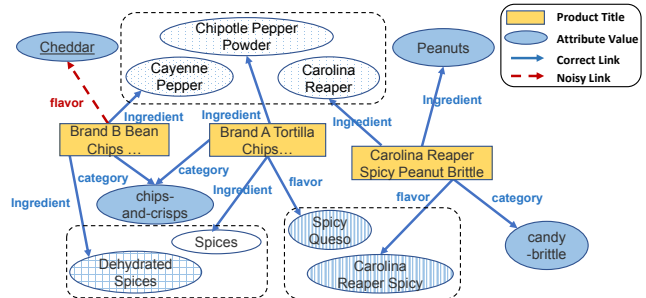 Cheddar
Chipotle Pepper
Powder
Cayenne
Pepper
Carolina
Reaper
Peanuts
Product Title
Attribute Value
Correct Link
Noisy Link
flavor
Ingredient
Ingredient
Ingredient
Ingredient
Brand B Bean
Chips ...
Brand A Tortilla
Chips...
Carolina Reaper
Spicy Peanut Brittle
category
category
Ingredient
flavor
flavor
category
Ingredient
chips-
and-crisps
Spices
Dehydrated
Spices
Spicy
Queso
Carolina
Reaper Spicy
candy
-brittle